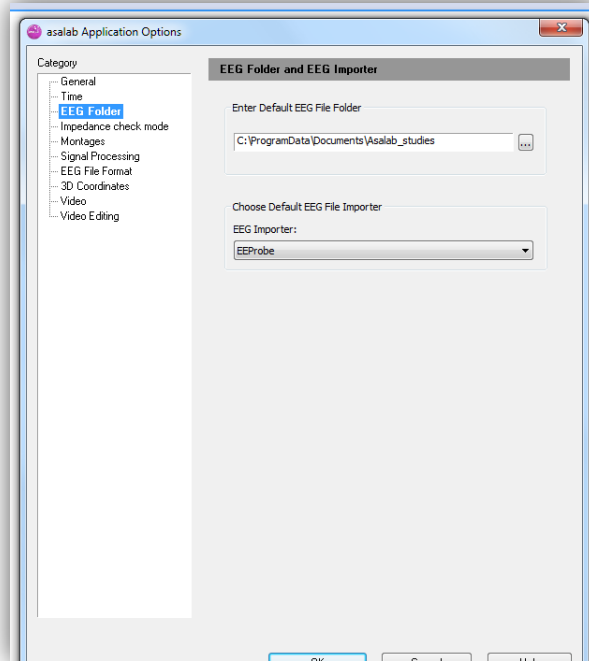 asalab Application Options
Category
General
Time
EEG Folder
Impedance check mode
Montages
Signal Processing
EEG File Format
3D Coordinates
Video
Video Editing
EEG Folder and EEG Importer
Enter Default EEG File Folder
C:\ProgramData\Documents\Asalab_studies
...
Choose Default EEG File Importer
EEG Importer:
EEProbe